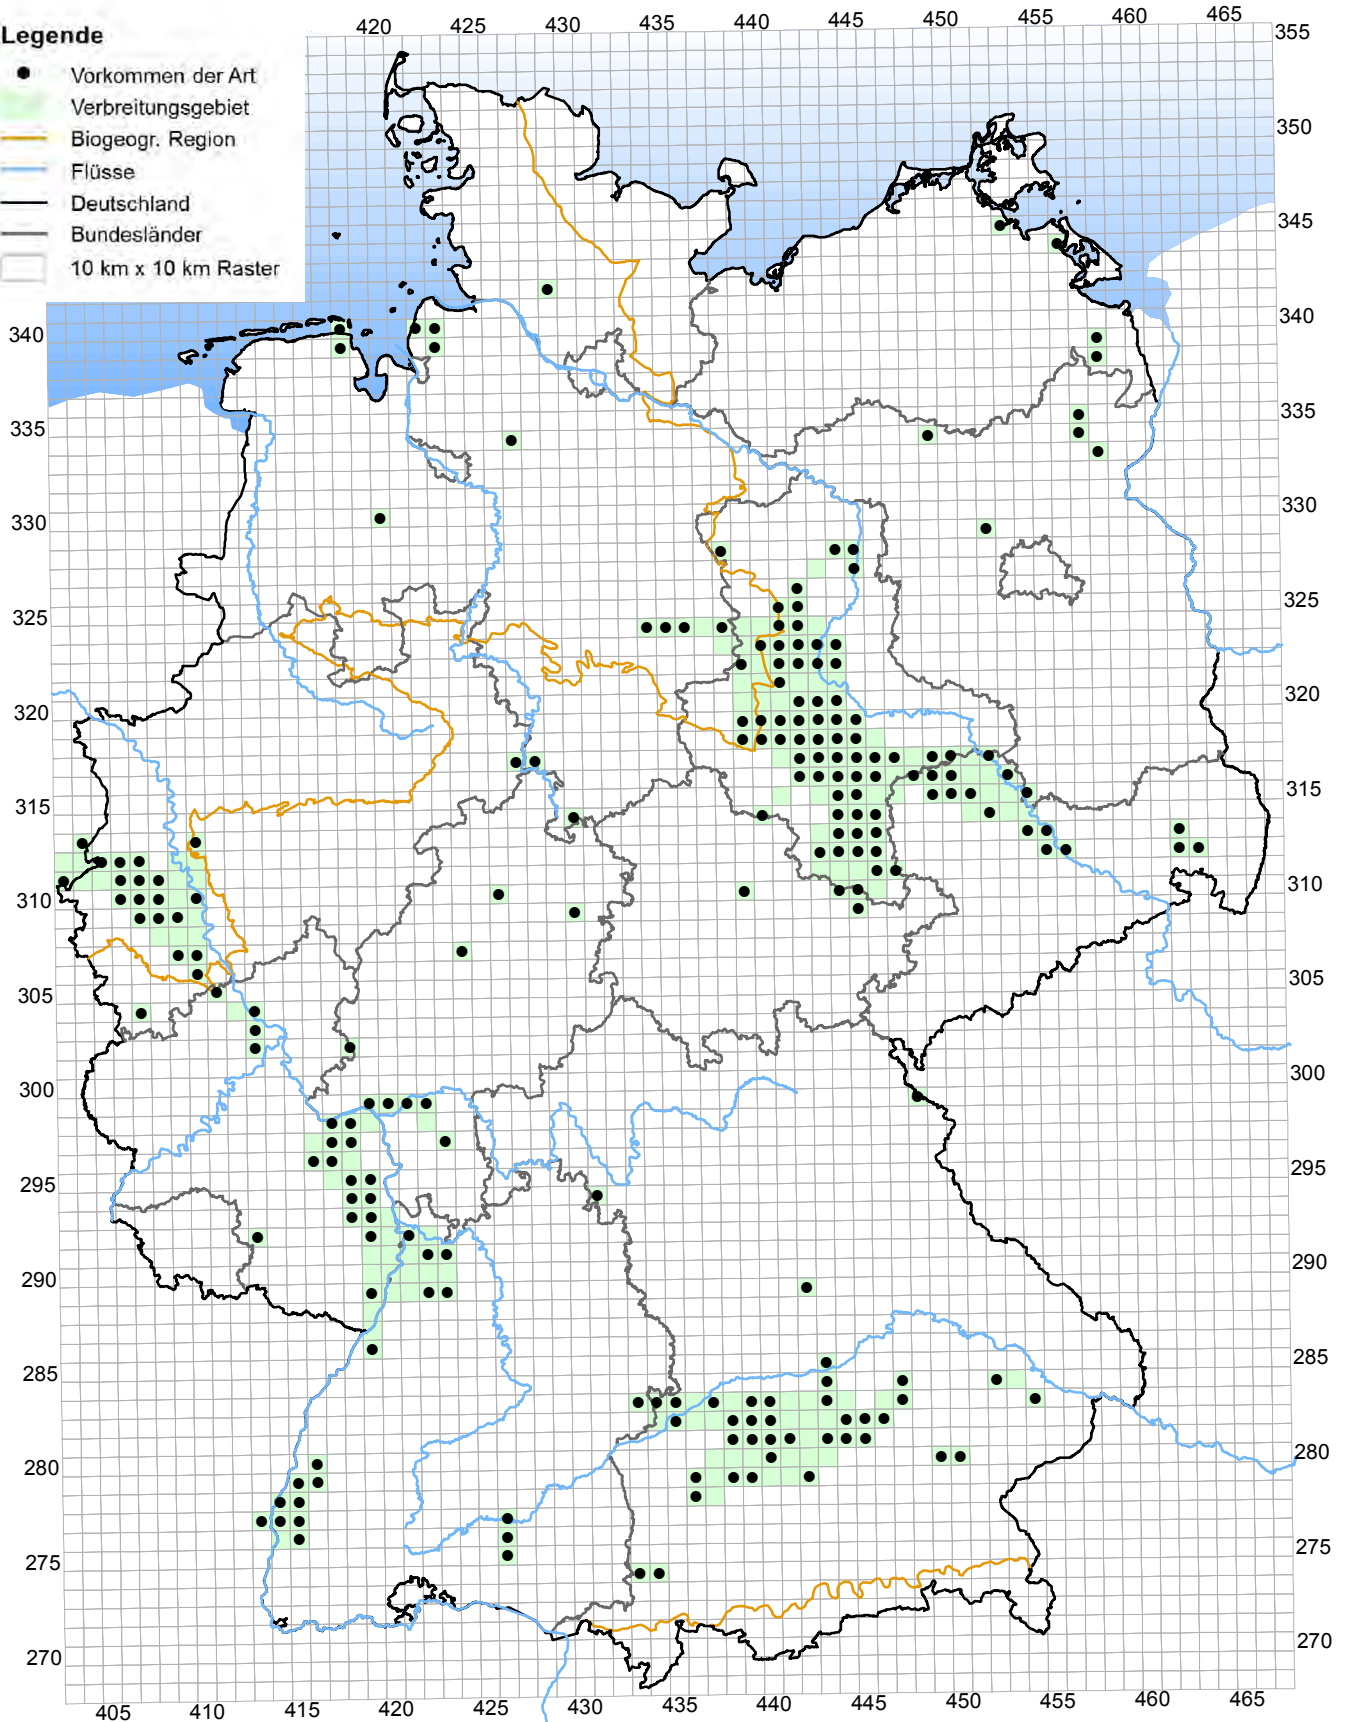 420 425 430 435 440 445 450 455 460 465
Legende
Vorkommen der Art
Verbreitungsgebiet
Biogeogr. Region
Flüsse
Deutschland
Bundesländer
10 km x 10 km Raster
355
350
345
340 340
335 335
330 330
325 325
320 320
315 315
310 310
305 305
300 300
295 295
290 290
285 285
280 280
275 275
270 270
405 410 415 420 425 430 435 440 445 450 455 460 465